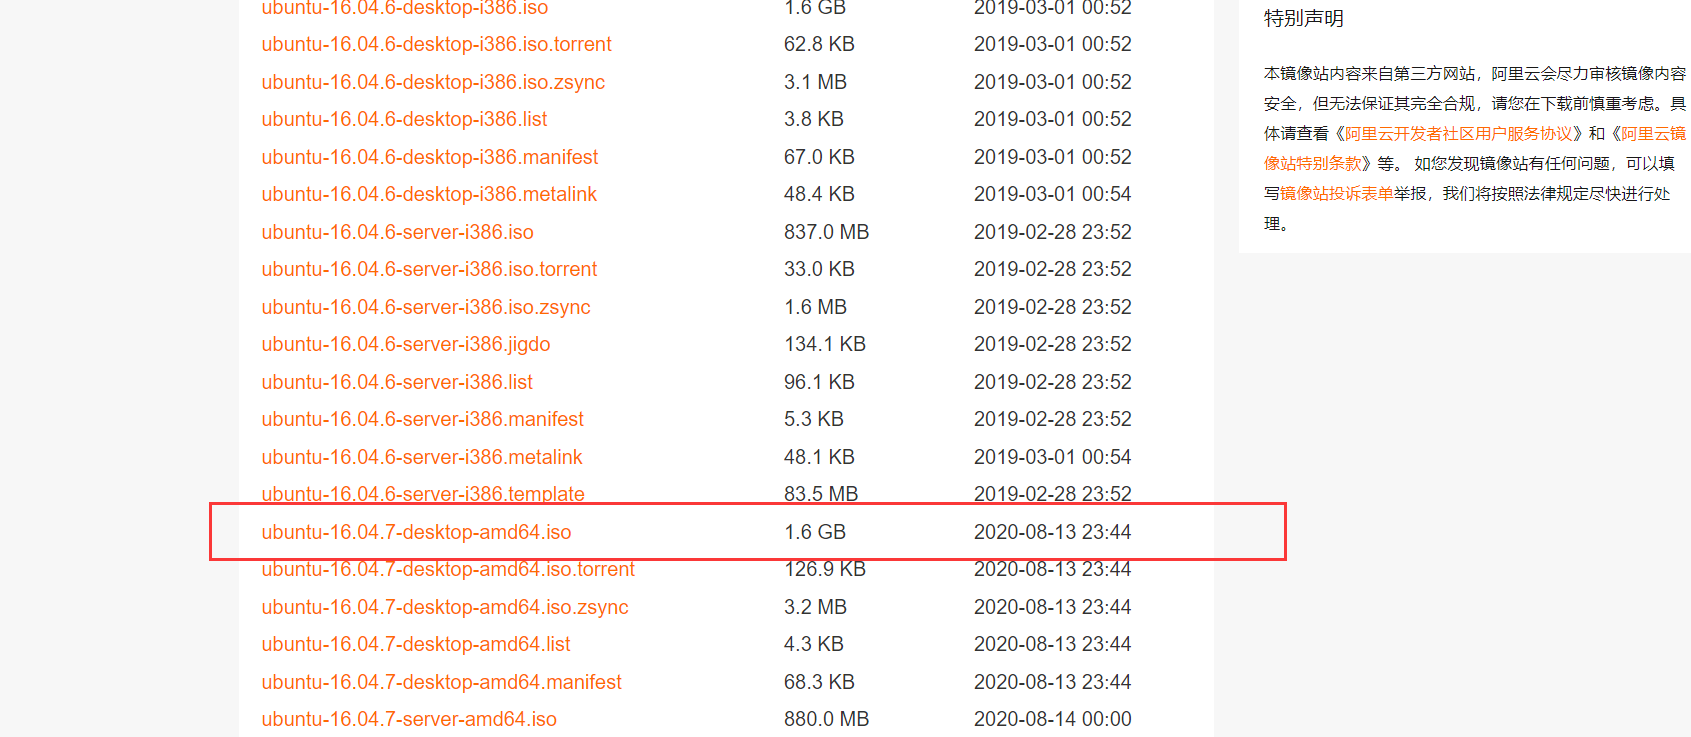 ubuntu-16.04.6-desktop-i386.iso 1.6 GB 2019-03-01 00:52
ubuntu-16.04.6-desktop-i386.iso.torrent 62.8 KB 2019-03-01 00:52
ubuntu-16.04.6-desktop-i386.iso.zsync 3.1 MB 2019-03-01 00:52
ubuntu-16.04.6-desktop-i386.list 3.8 KB 2019-03-01 00:52
ubuntu-16.04.6-desktop-i386.manifest 67.0 KB 2019-03-01 00:52
ubuntu-16.04.6-desktop-i386.metalink 48.4 KB 2019-03-01 00:54
ubuntu-16.04.6-server-i386.iso 837.0 MB 2019-02-28 23:52
ubuntu-16.04.6-server-i386.iso.torrent 33.0 KB 2019-02-28 23:52
ubuntu-16.04.6-server-i386.iso.zsync 1.6 MB 2019-02-28 23:52
ubuntu-16.04.6-server-i386.jigdo 134.1 KB 2019-02-28 23:52
ubuntu-16.04.6-server-i386.list 96.1 KB 2019-02-28 23:52
ubuntu-16.04.6-server-i386.manifest 5.3 KB 2019-02-28 23:52
ubuntu-16.04.6-server-i386.metalink 48.1 KB 2019-03-01 00:54
ubuntu-16.04.6-server-i386.template 83.5 MB 2019-02-28 23:52
ubuntu-16.04.7-desktop-amd64.iso 1.6 GB 2020-08-13 23:44
ubuntu-16.04.7-desktop-amd64.iso.torrent 126.9 KB 2020-08-13 23:44
ubuntu-16.04.7-desktop-amd64.iso.zsync 3.2 MB 2020-08-13 23:44
ubuntu-16.04.7-desktop-amd64.list 4.3 KB 2020-08-13 23:44
ubuntu-16.04.7-desktop-amd64.manifest 68.3 KB 2020-08-13 23:44
ubuntu-16.04.7-server-amd64.iso 880.0 MB 2020-08-14 00:00
特别声明
本镜像站内容来自第三方网站，阿里云会尽力审核镜像内容
安全，但无法保证其完全合规，请您在下载前慎重考虑。具
体请查看《阿里云开发者社区用户服务协议》和《阿里云镜
像站特别条款》等。 如您发现镜像站有任何问题，可以填
写镜像站投诉表单举报，我们将按照法律规定尽快进行处
理。